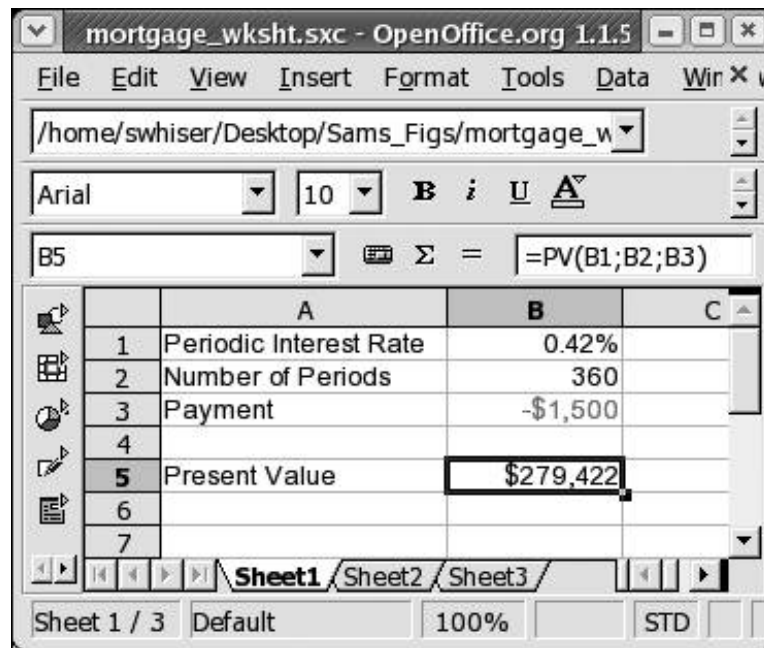 mortgage_wksht.sxc - OpenOffice.org 1.1.5
File Edit View Insert Format Tools Data Win
/home/swhiser/Desktop/Sams_Figs/mortgage_w
Arial 10 B i U A
B5 Σ = =PV(B1;B2;B3)
A B C
1 Periodic Interest Rate 0.42%
2 Number of Periods 360
3 Payment -$1,500
4
5 Present Value $279,422
6
7
Sheet1 Sheet2 Sheet3
Sheet 1 / 3 Default 100% STD